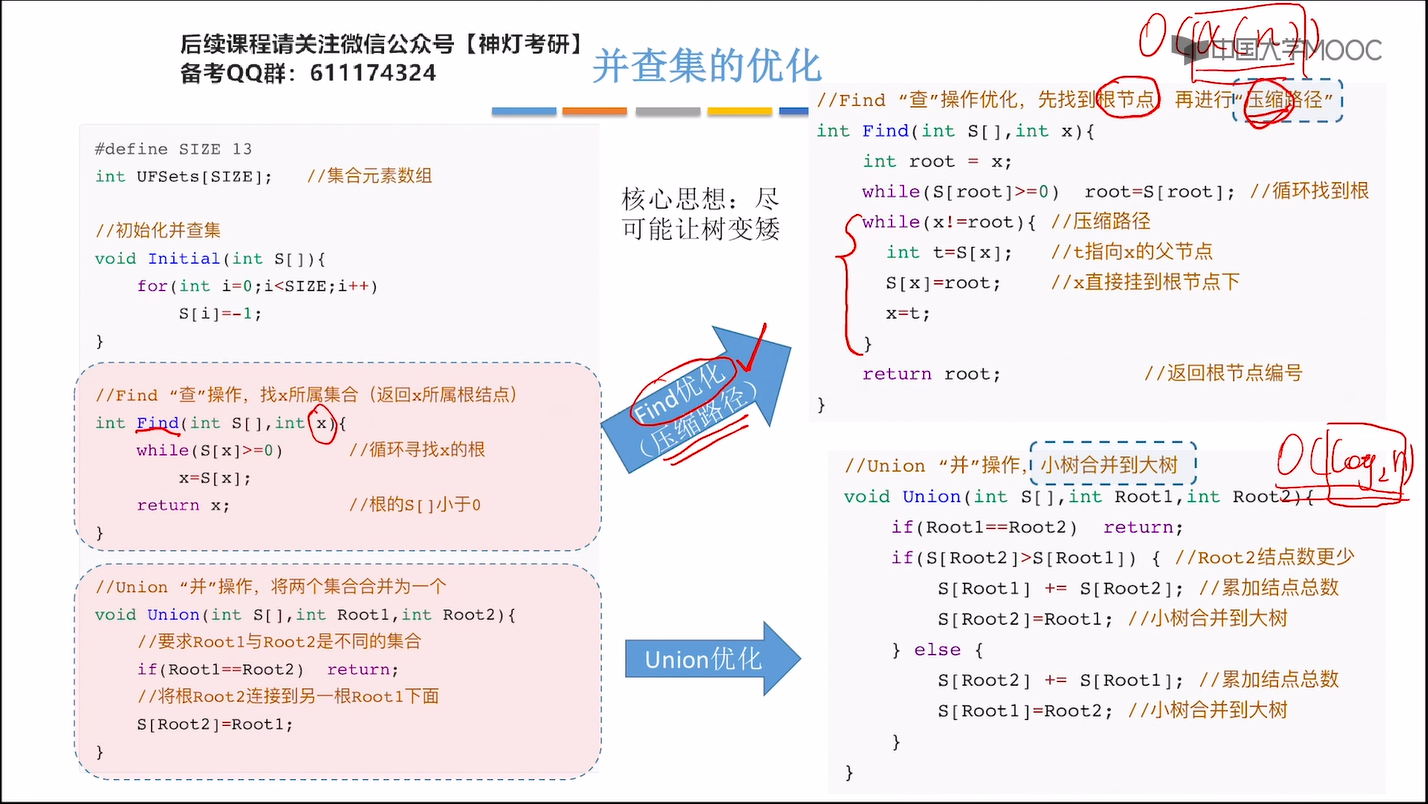 后续课程请关注微信公众号【神灯考研】
备考QQ群：611174324
并查集的优化
O(α(n))
中国大学MOOC
#define SIZE 13
int UFSets[SIZE];   //集合元素数组
//初始化并查集
void Initial(int S[]){
    for(int i=0;i<SIZE;i++)
        S[i]=-1;
}
//Find “查”操作，找x所属集合（返回x所属根结点）
int Find(int S[],int x){
    while(S[x]>=0)      //循环寻找x的根
        x=S[x];
    return x;           //根的S[]小于0
}
//Union “并”操作，将两个集合合并为一个
void Union(int S[],int Root1,int Root2){
    //要求Root1与Root2是不同的集合
    if(Root1==Root2)  return;
    //将根Root2连接到另一根Root1下面
    S[Root2]=Root1;
}
核心思想：尽
可能让树变矮
Find优化
（压缩路径）
Union优化
//Find “查”操作优化，先找到根节点，再进行“压缩路径”
int Find(int S[],int x){
    int root = x;
    while(S[root]>=0)  root=S[root]; //循环找到根
    while(x!=root){ //压缩路径
      int t=S[x];   //t指向x的父节点
      S[x]=root;    //x直接挂到根节点下
      x=t;
    }
    return root;            //返回根节点编号
}
//Union “并”操作，小树合并到大树
O(log₂n)
void Union(int S[],int Root1,int Root2){
    if(Root1==Root2)  return;
    if(S[Root2]>S[Root1]) { //Root2结点数更少
        S[Root1] += S[Root2]; //累加结点总数
        S[Root2]=Root1; //小树合并到大树
    } else {
        S[Root2] += S[Root1]; //累加结点总数
        S[Root1]=Root2; //小树合并到大树
    }
}